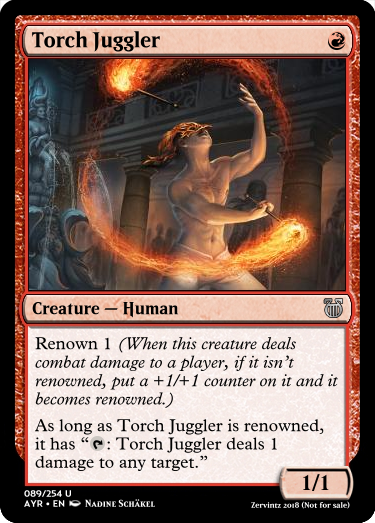 Torch Juggler
Creature — Human
Renown 1 (When this creature deals
combat damage to a player, if it isn't
renowned, put a +1/+1 counter on it and it
becomes renowned.)
As long as Torch Juggler is renowned,
it has “: Torch Juggler deals 1
damage to any target.”
1/1
089/254 U
AYR • EN Nadine Schäkel
Zervintz 2018 (Not for sale)